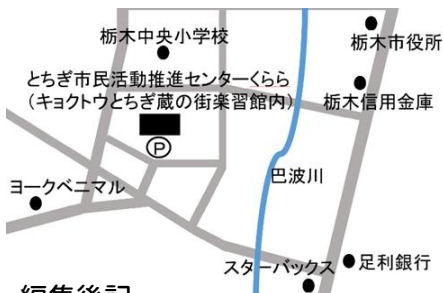 栃木中央小学校
栃木市役所
とちぎ市民活動推進センターくらら
(キョクトウとちぎ蔵の街楽習館内)
栃木信用金庫
P
ヨークベニマル
巴波川
スターバックス
足利銀行
編集後記